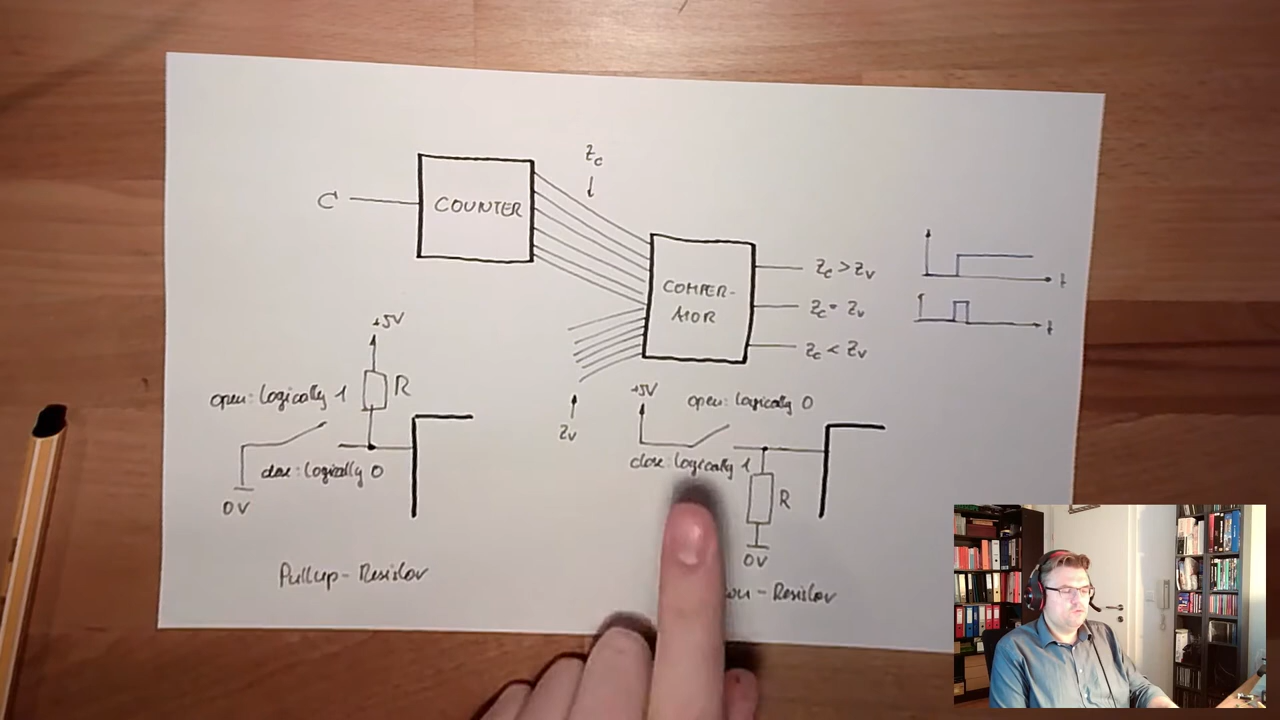 Zc
C
COUNTER
COMPER-
ATOR
Zc > Zv
Zc = Zv
Zc < Zv
t
t
+5V
R
open: logically 1
close: logically 0
0V
Pullup-Resistor
Zv
+5V
open: logically 0
close: logically 1
R
0V
-Resistor